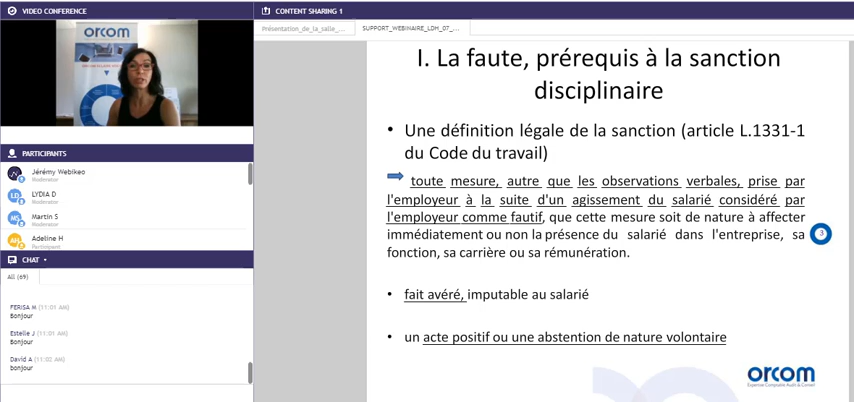 VIDEO CONFERENCE
CONTENT SHARING 1
Présentation_de_la_salle_...
SUPPORT_WEBINAIRE_LDM_07_...
orcom
PARTICIPANTS
Jérémy Webikeo
Moderator
LD
LYDIA D
Moderator
MS
Martin S
Moderator
AH
Adeline H
Participant
CHAT
All (69)
FERISA M (11:01 AM)
Bonjour
Estelle J (11:01 AM)
Bonjour
David A (11:02 AM)
bonjour
I. La faute, prérequis à la sanction
disciplinaire
• Une définition légale de la sanction (article L.1331-1
du Code du travail)
toute mesure, autre que les observations verbales, prise par
l'employeur à la suite d'un agissement du salarié considéré par
l'employeur comme fautif, que cette mesure soit de nature à affecter
immédiatement ou non la présence du salarié dans l'entreprise, sa
fonction, sa carrière ou sa rémunération.
3
• fait avéré, imputable au salarié
• un acte positif ou une abstention de nature volontaire
orcom
Expertise Comptable Audit & Conseil